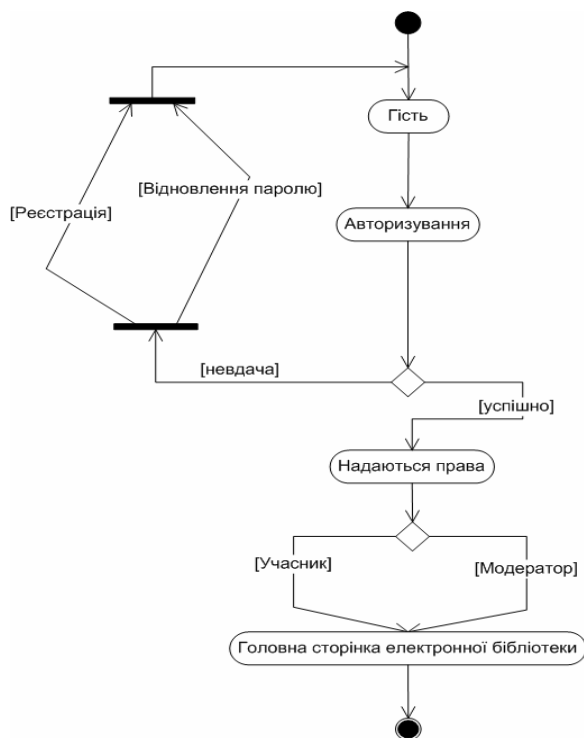 Гість
[Відновлення паролю]
[Реєстрація]
Авторизування
[невдача]
[успішно]
Надаються права
[Учасник]
[Модератор]
Головна сторінка електронної бібліотеки